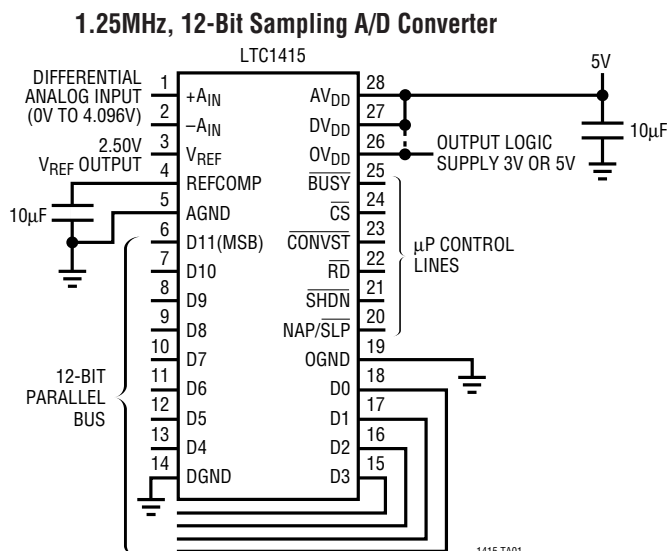 1.25MHz, 12-Bit Sampling A/D Converter
LTC1415
5V
DIFFERENTIAL
ANALOG INPUT
(0V TO 4.096V)
2.50V
VREF OUTPUT
10µF
12-BIT
PARALLEL
BUS
1 +AIN
2 –AIN
3 VREF
4 REFCOMP
5 AGND
6 D11(MSB)
7 D10
8 D9
9 D8
10 D7
11 D6
12 D5
13 D4
14 DGND
AVDD 28
DVDD 27
OVDD 26
BUSY 25
CS 24
CONVST 23
RD 22
SHDN 21
NAP/SLP 20
OGND 19
D0 18
D1 17
D2 16
D3 15
10µF
OUTPUT LOGIC
SUPPLY 3V OR 5V
µP CONTROL
LINES
1415 TA01